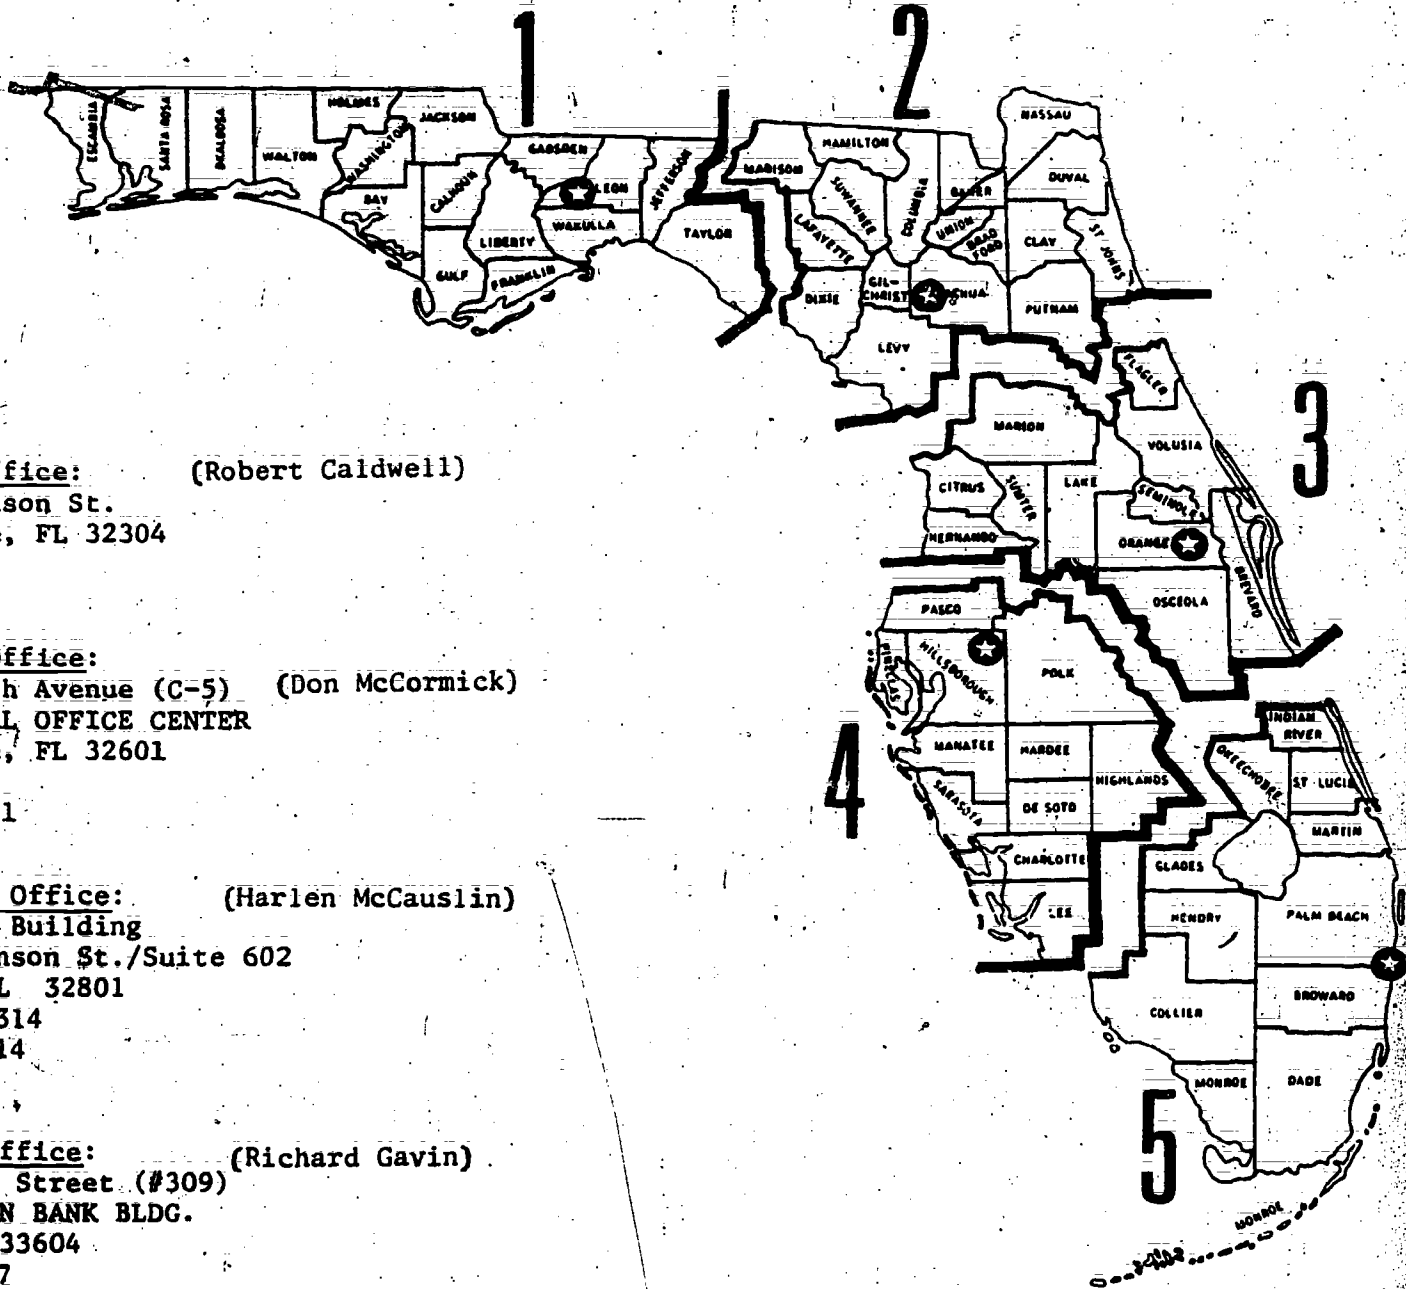 1
2
ESCAMBIA
SANTA ROSA
OKALOOSA
WALTON
HOLMES
WASHINGTON
JACKSON
BAY
CALHOUN
GULF
LIBERTY
FRANKLIN
GADSDEN
LEON
WAKULLA
JEFFERSON
TAYLOR
MADISON
HAMILTON
SUWANNEE
LAFAYETTE
COLUMBIA
BAKER
NASSAU
DUVAL
UNION
BRAD
FORD
CLAY
ST JOHNS
DIXIE
GIL-
CHRIST
CHUA
PUTNAM
LEVY
3
FLAGLER
MARION
VOLUSIA
CITRUS
SUMTER
LAKE
SEMINOLE
HERNANDO
ORANGE
BREVARD
OSCEOLA
4
PASCO
PINELLAS
HILLSBOROUGH
POLK
MANATEE
HARDEE
HIGHLANDS
SARASOTA
DE SOTO
CHARLOTTE
LEE
INDIAN
RIVER
OKEECHOBEE
ST LUCIE
MARTIN
GLADES
HENDRY
PALM BEACH
BROWARD
COLLIER
MONROE
DADE
5
MONROE
ffice: (Robert Caldwell)
son St.
, FL 32304
ffice:
h Avenue (C-5) (Don McCormick)
L OFFICE CENTER
, FL 32601
1
Office: (Harlen McCauslin)
Building
nson St./Suite 602
L 32801
314
14
ffice: (Richard Gavin)
Street (#309)
N BANK BLDG.
33604
7